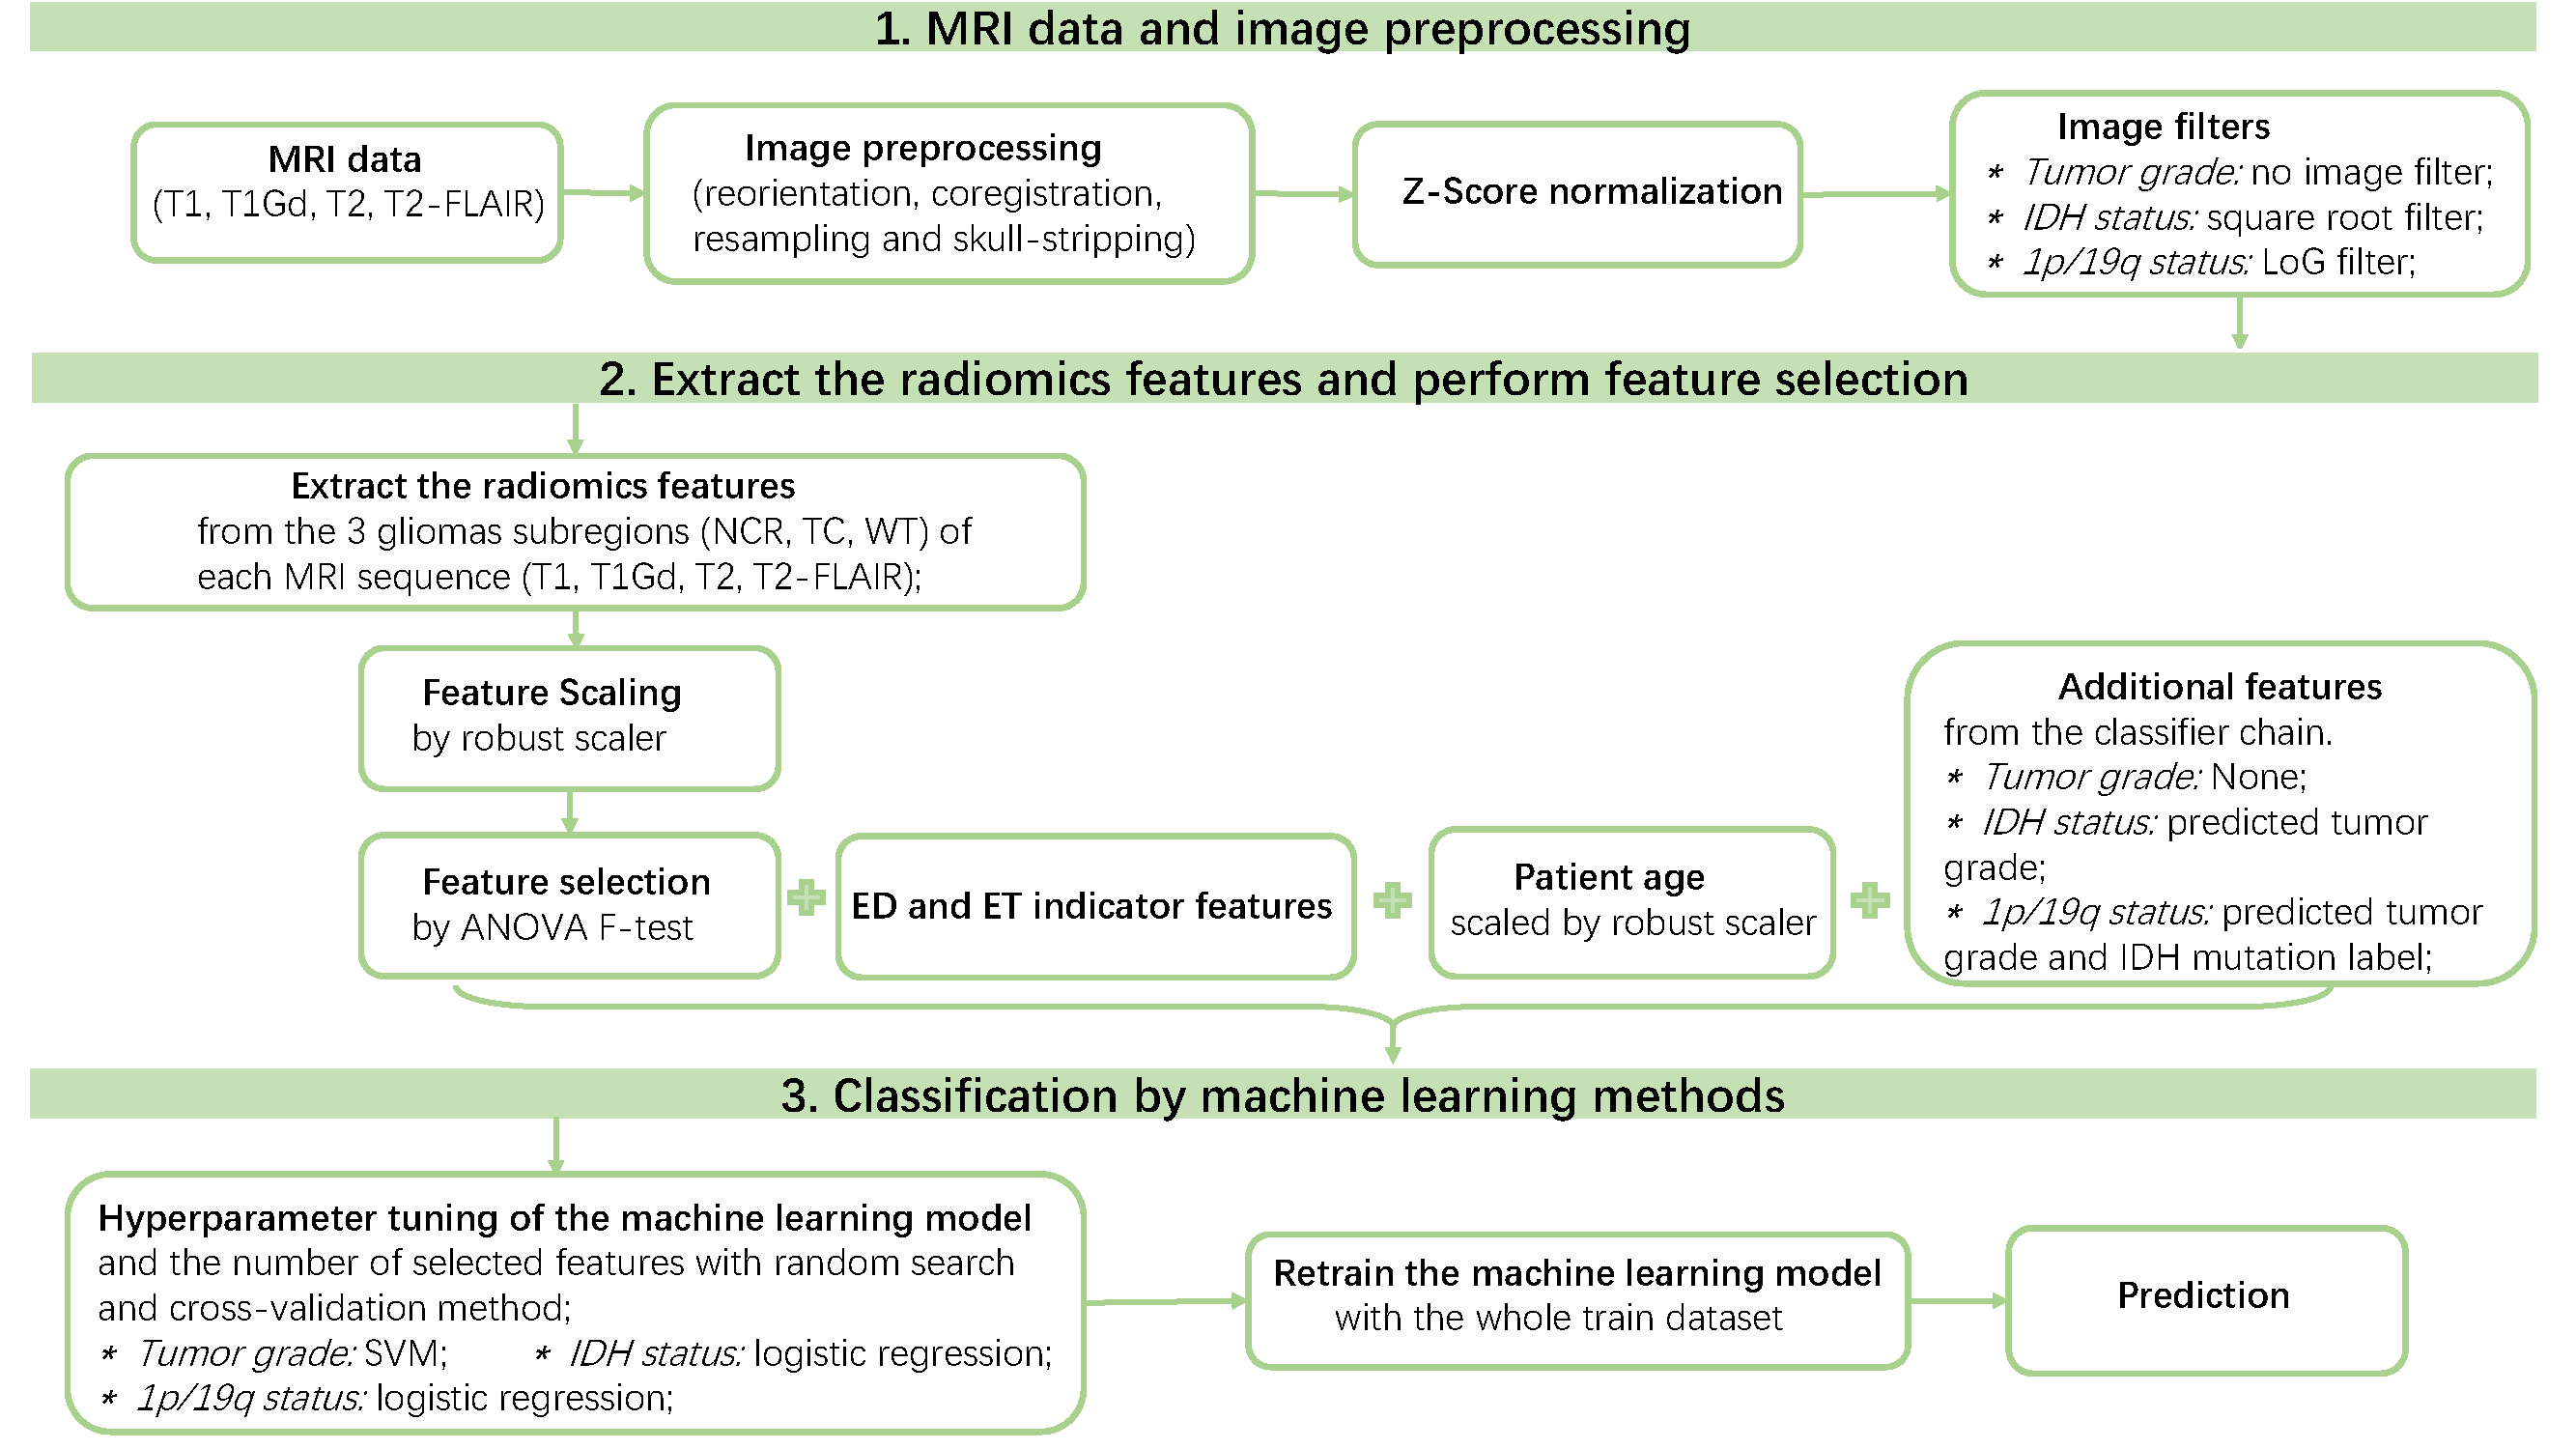 1. MRI data and image preprocessing
MRI data
(T1, T1Gd, T2, T2-FLAIR)
Image preprocessing
(reorientation, coregistration,
resampling and skull-stripping)
Z-Score normalization
Image filters
* Tumor grade: no image filter;
* IDH status: square root filter;
* 1p/19q status: LoG filter;
2. Extract the radiomics features and perform feature selection
Extract the radiomics features
from the 3 gliomas subregions (NCR, TC, WT) of
each MRI sequence (T1, T1Gd, T2, T2-FLAIR);
Feature Scaling
by robust scaler
Feature selection
by ANOVA F-test
ED and ET indicator features
Patient age
scaled by robust scaler
Additional features
from the classifier chain.
* Tumor grade: None;
* IDH status: predicted tumor
grade;
* 1p/19q status: predicted tumor
grade and IDH mutation label;
3. Classification by machine learning methods
Hyperparameter tuning of the machine learning model
and the number of selected features with random search
and cross-validation method;
* Tumor grade: SVM; * IDH status: logistic regression;
* 1p/19q status: logistic regression;
Retrain the machine learning model
with the whole train dataset
Prediction